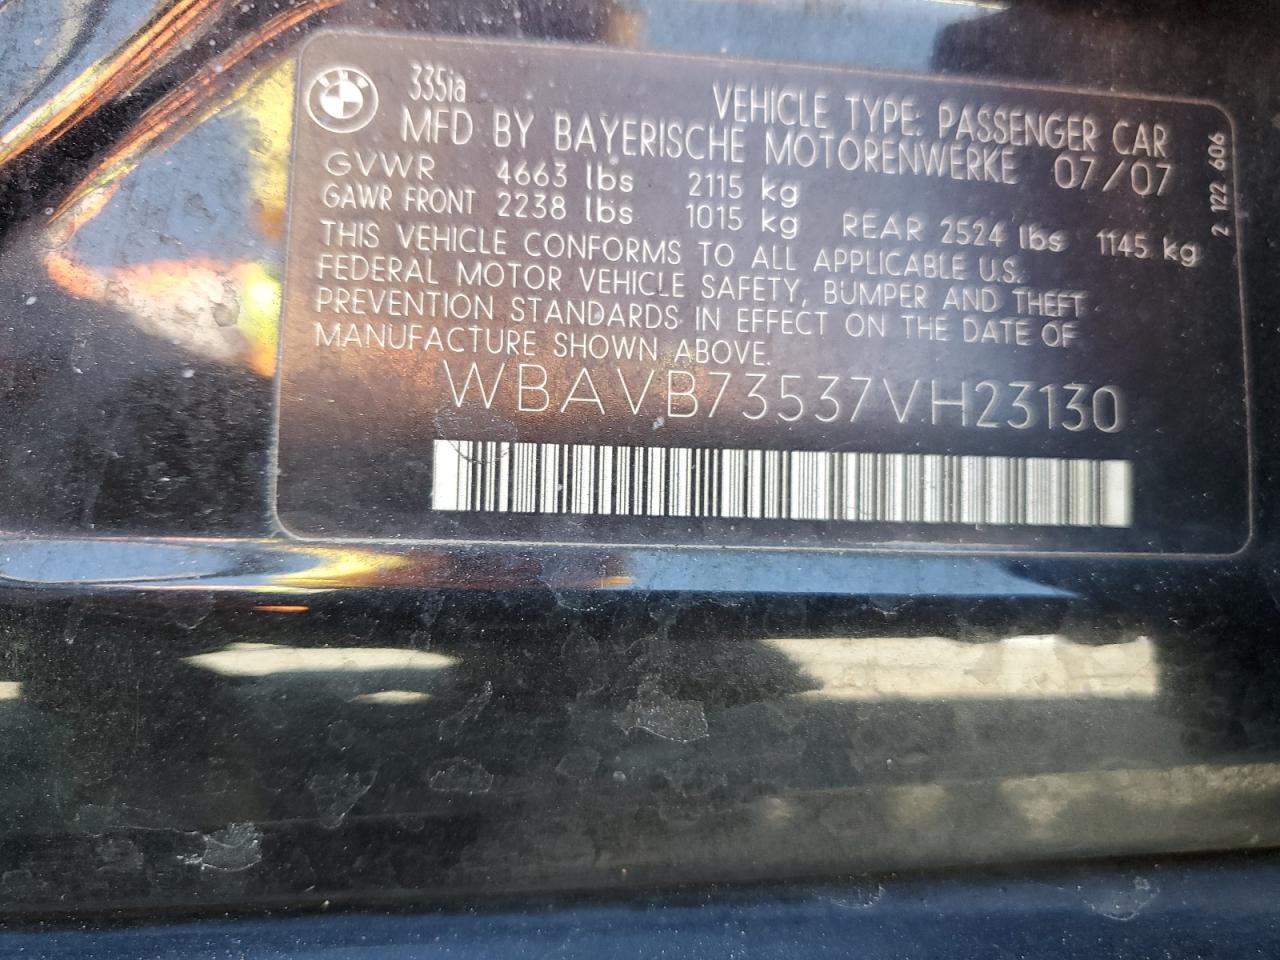 335ia
VEHICLE TYPE: PASSENGER CAR
MFD BY BAYERISCHE MOTORENWERKE 07/07
GVWR 4663 lbs 2115 kg
GAWR FRONT 2238 lbs 1015 kg REAR 2524 lbs 1145 kg
THIS VEHICLE CONFORMS TO ALL APPLICABLE U.S.
FEDERAL MOTOR VEHICLE SAFETY, BUMPER AND THEFT
PREVENTION STANDARDS IN EFFECT ON THE DATE OF
MANUFACTURE SHOWN ABOVE.
WBAVB73537VH23130
2 122 606